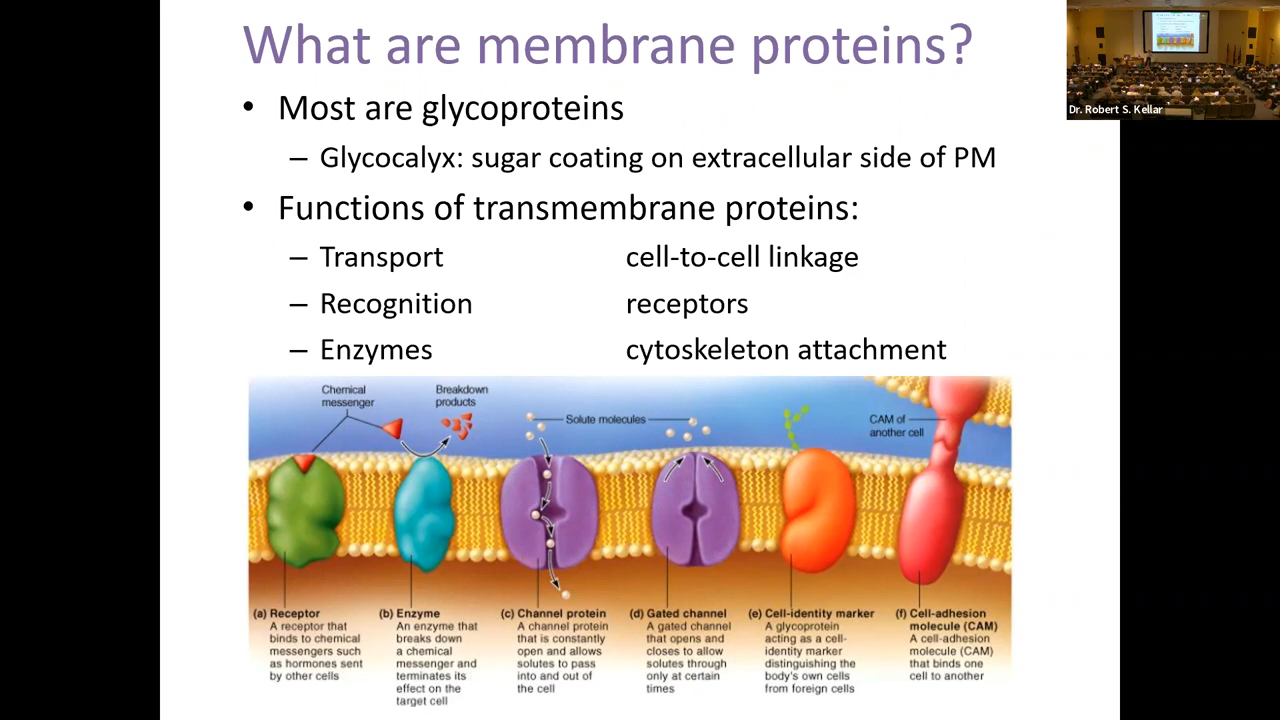 What are membrane proteins?
• Most are glycoproteins
– Glycocalyx: sugar coating on extracellular side of PM
• Functions of transmembrane proteins:
– Transport cell-to-cell linkage
– Recognition receptors
– Enzymes cytoskeleton attachment
Chemical
messenger
Breakdown
products
Solute molecules
CAM of
another cell
(a) Receptor
A receptor that
binds to chemical
messengers such
as hormones sent
by other cells
(b) Enzyme
An enzyme that
breaks down
a chemical
messenger and
terminates its
effect on the
target cell
(c) Channel protein
A channel protein
that is constantly
open and allows
solutes to pass
into and out of
the cell
(d) Gated channel
A gated channel
that opens and
closes to allow
solutes through
only at certain
times
(e) Cell-identity marker
A glycoprotein
acting as a cell-
identity marker
distinguishing the
body's own cells
from foreign cells
(f) Cell-adhesion
molecule (CAM)
A cell-adhesion
molecule (CAM)
that binds one
cell to another
Dr. Robert S. Kellar